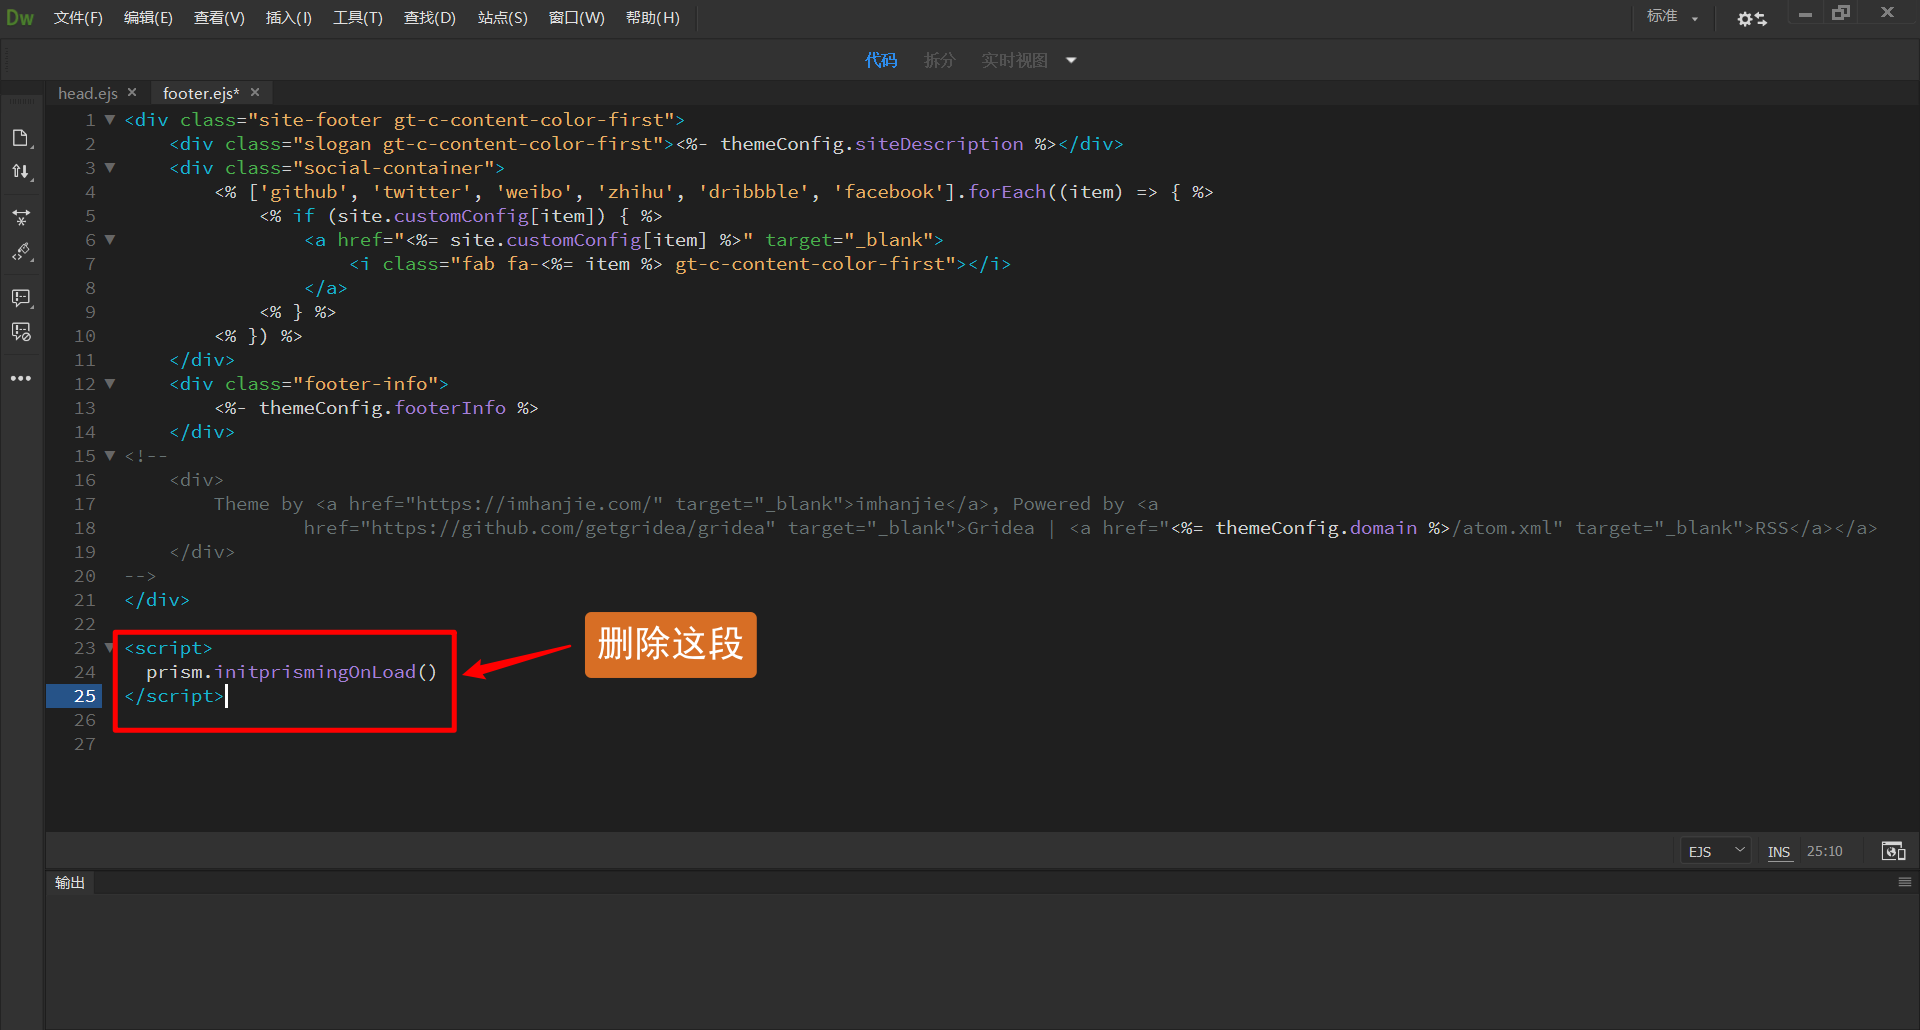 Dw 文件(F) 编辑(E) 查看(V) 插入(I) 工具(T) 查找(D) 站点(S) 窗口(W) 帮助(H) 标准
代码 拆分 实时视图
head.ejs footer.ejs*
1 <div class="site-footer gt-c-content-color-first">
2 <div class="slogan gt-c-content-color-first"><%- themeConfig.siteDescription %></div>
3 <div class="social-container">
4 <% ['github', 'twitter', 'weibo', 'zhihu', 'dribbble', 'facebook'].forEach((item) => { %>
5 <% if (site.customConfig[item]) { %>
6 <a href="<%= site.customConfig[item] %>" target="_blank">
7 <i class="fab fa-<%= item %> gt-c-content-color-first"></i>
8 </a>
9 <% } %>
10 <% }) %>
11 </div>
12 <div class="footer-info">
13 <%- themeConfig.footerInfo %>
14 </div>
15 <!--
16 <div>
17 Theme by <a href="https://imhanjie.com/" target="_blank">imhanjie</a>, Powered by <a
18 href="https://github.com/getgridea/gridea" target="_blank">Gridea | <a href="<%= themeConfig.domain %>/atom.xml" target="_blank">RSS</a></a>
19 </div>
20 -->
21 </div>
22
23 <script>
24 prism.initprismingOnLoad()
25 </script>
26
27
删除这段
EJS INS 25:10
输出